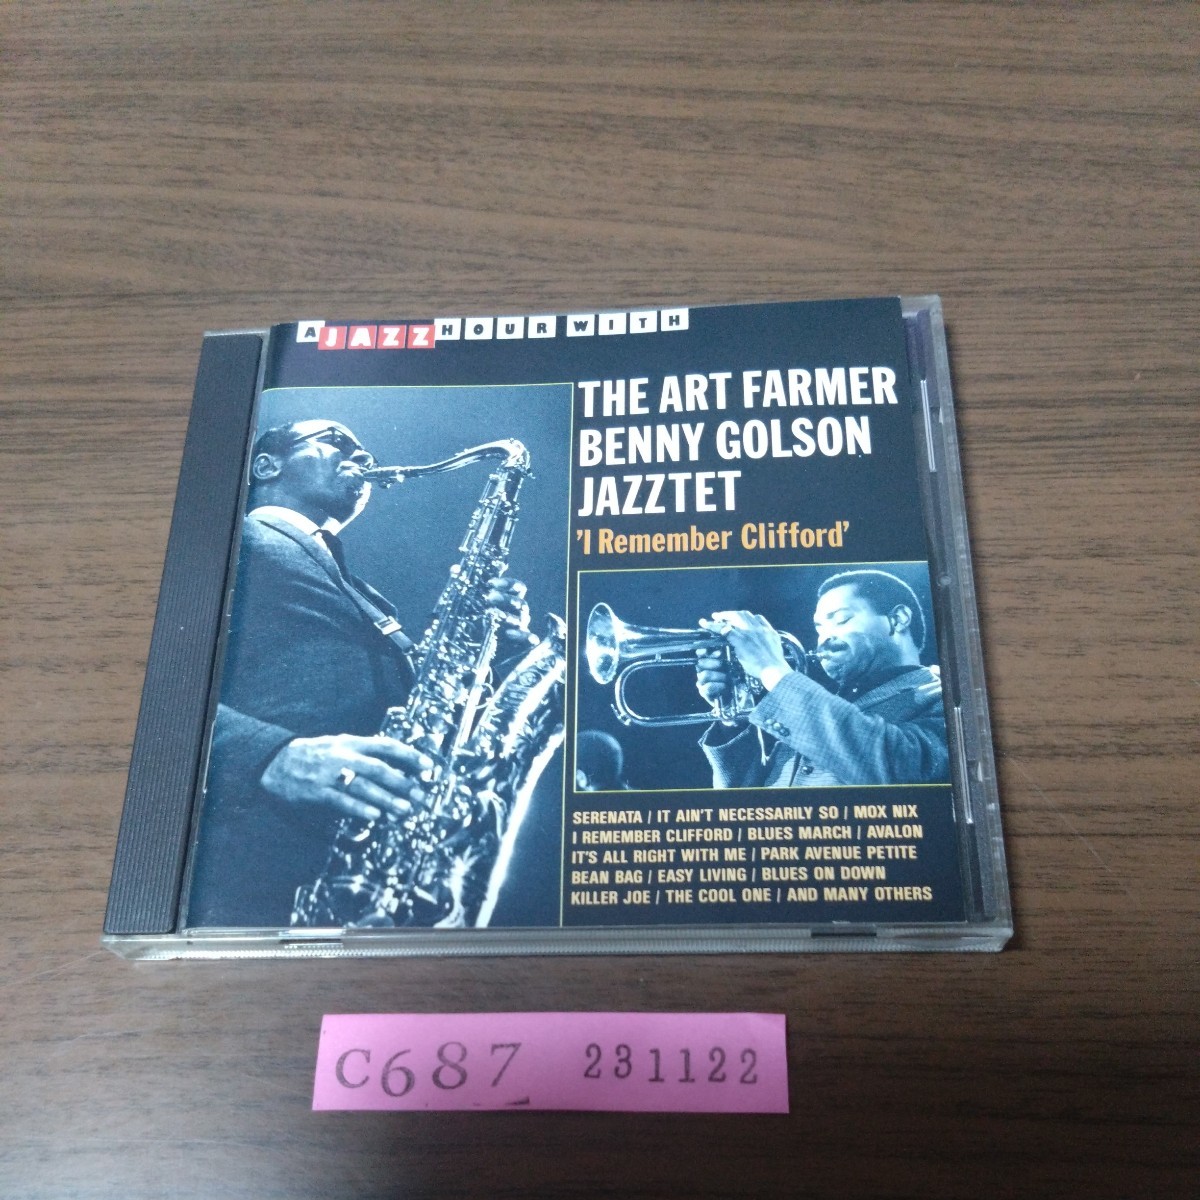 A JAZZ HOUR WITH
THE ART FARMER
BENNY GOLSON
JAZZTET
'I Remember Clifford'
SERENATA / IT AIN'T NECESSARILY SO / MOX NIX
I REMEMBER CLIFFORD / BLUES MARCH / AVALON
IT'S ALL RIGHT WITH ME / PARK AVENUE PETITE
BEAN BAG / EASY LIVING / BLUES ON DOWN
KILLER JOE / THE COOL ONE / AND MANY OTHERS
C687 231122